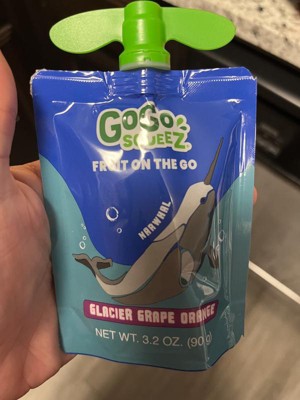 GoGo
SQUEEZ
FRUIT ON THE GO
NARWHAL
GLACIER GRAPE ORANGE
NET WT. 3.2 OZ. (90g)